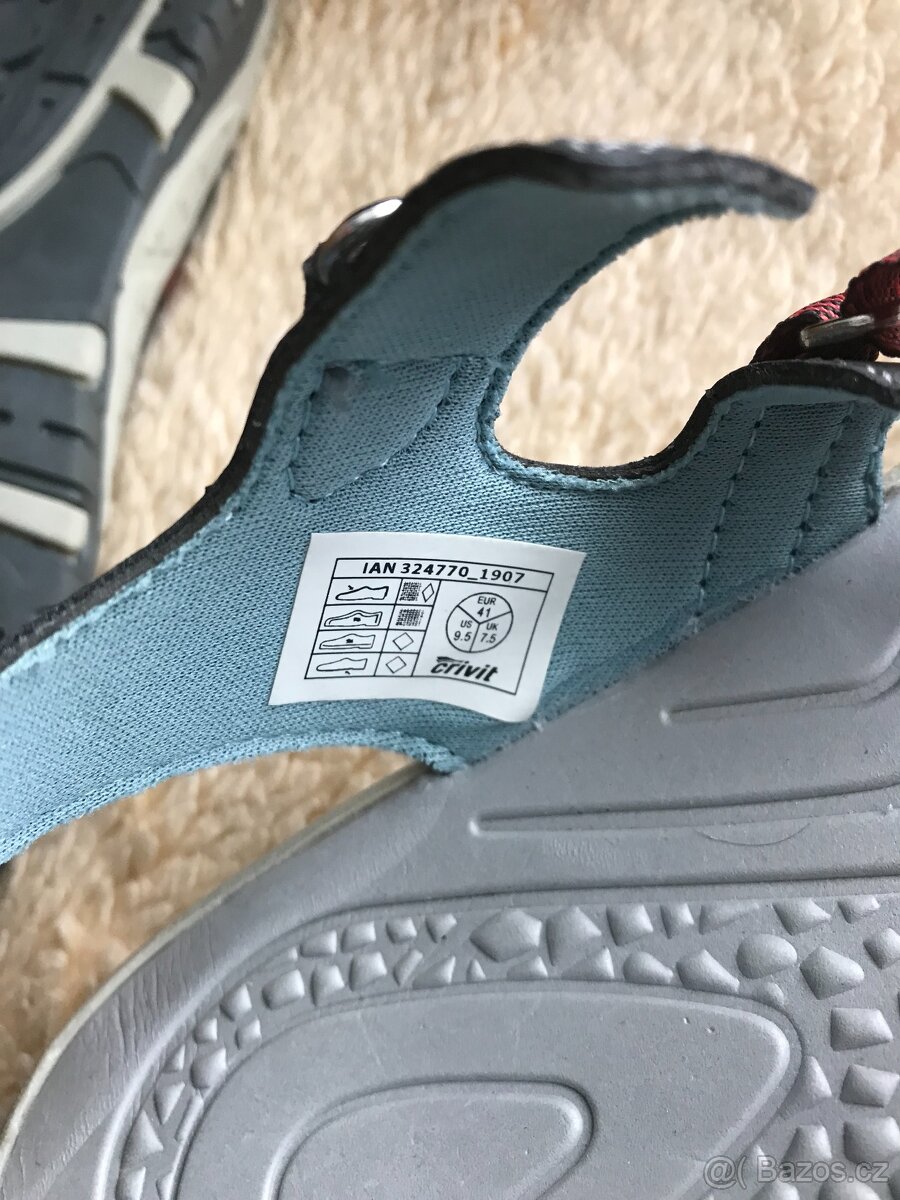 IAN 324770_1907
EUR
41
US
9.5
UK
7.5
crivit
@( Bazos.cz